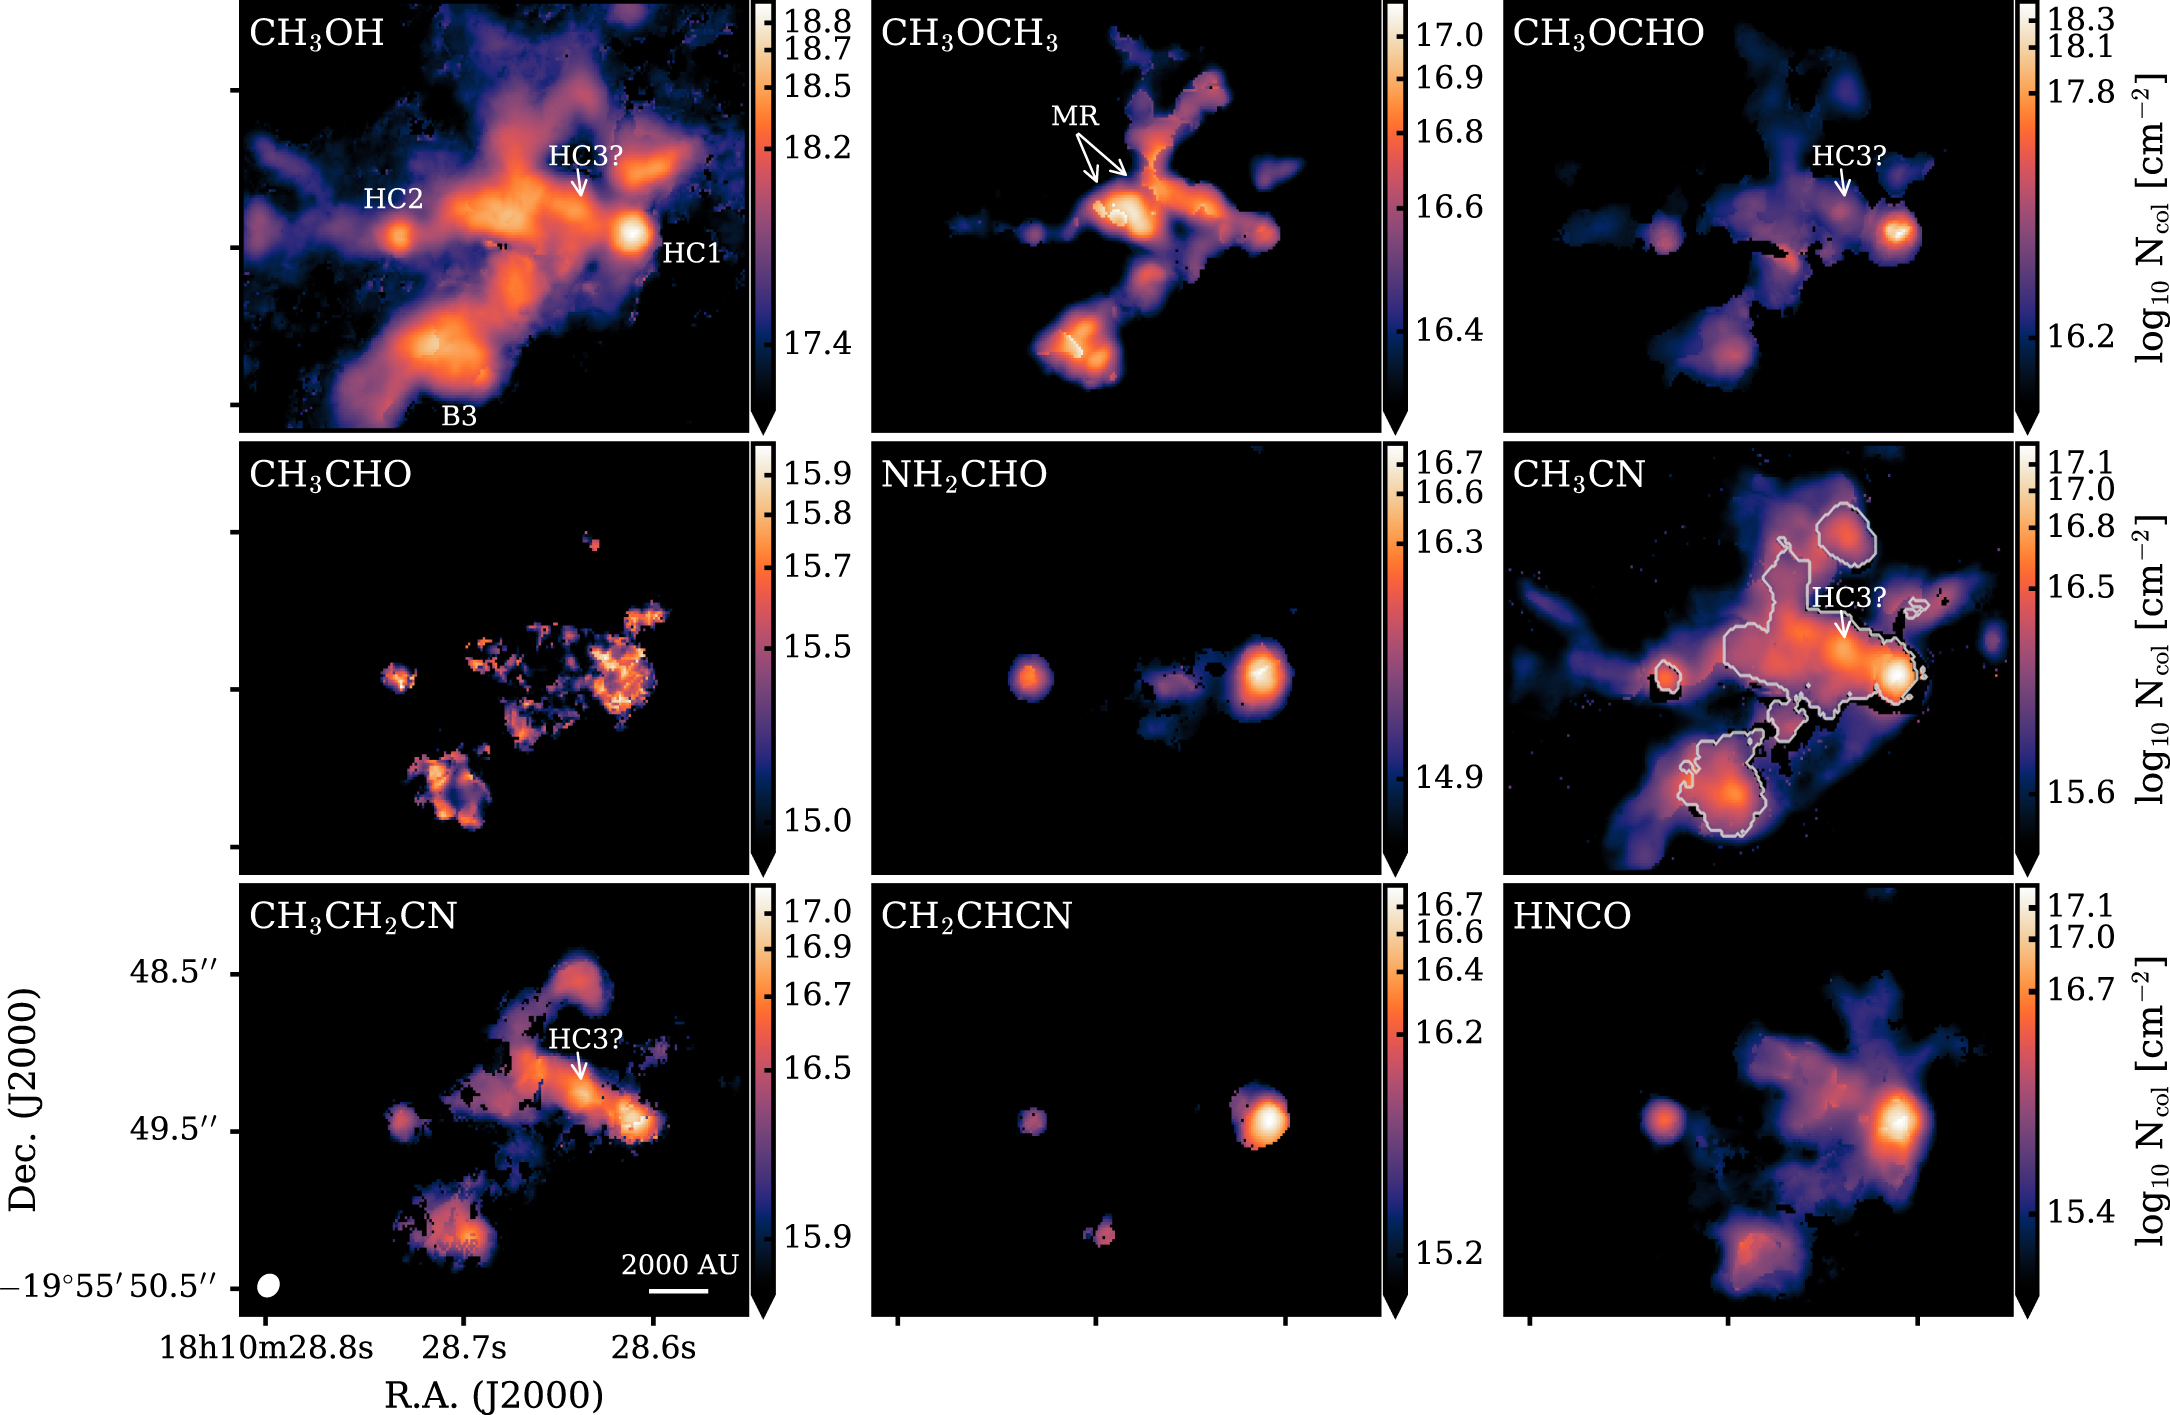 CH₃OH
HC3?
HC2
HC1
B3
18.8
18.7
18.5
18.2
17.4
CH₃OCH₃
MR
17.0
16.9
16.8
16.6
16.4
CH₃OCHO
HC3?
18.3
18.1
17.8
16.2
log₁₀ N_col [cm⁻²]
CH₃CHO
15.9
15.8
15.7
15.5
15.0
NH₂CHO
16.7
16.6
16.3
14.9
CH₃CN
HC3?
17.1
17.0
16.8
16.5
15.6
log₁₀ N_col [cm⁻²]
CH₃CH₂CN
HC3?
2000 AU
17.0
16.9
16.7
16.5
15.9
CH₂CHCN
16.7
16.6
16.4
16.2
15.2
HNCO
17.1
17.0
16.7
15.4
log₁₀ N_col [cm⁻²]
Dec. (J2000)
48.5′′
49.5′′
−19°55′50.5′′
18h10m28.8s
28.7s
28.6s
R.A. (J2000)